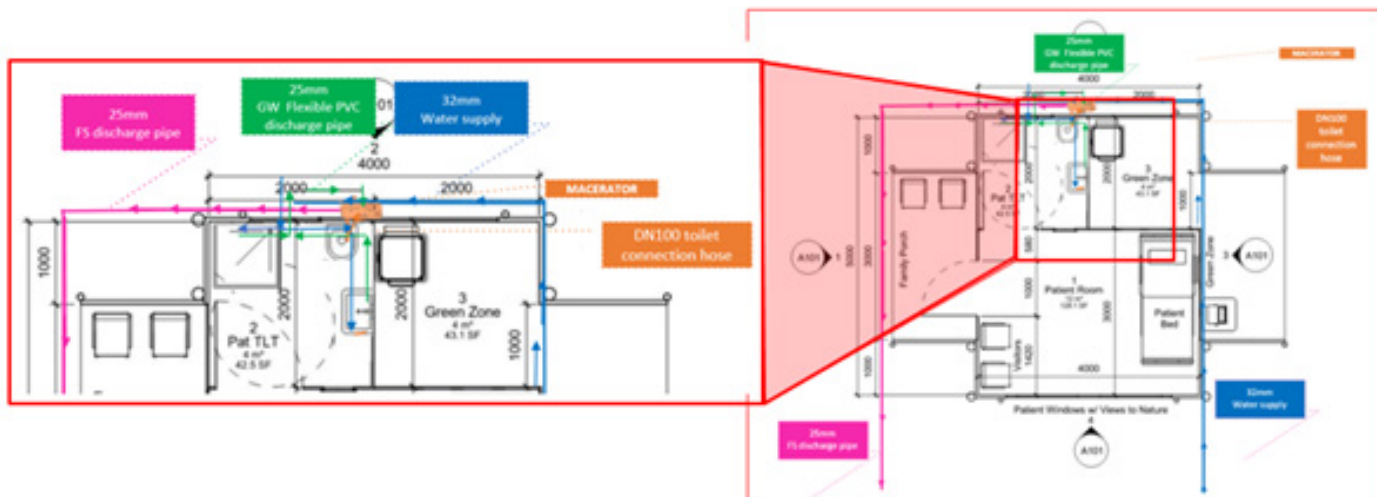 25mm
FS discharge pipe
25mm
GW Flexible PVC
discharge pipe
01
32mm
Water supply
2
4000
2000
2000
MACERATOR
DN100 toilet
connection hose
1000
2000
2000
3
Green Zone
4 m²
43.1 SF
2
Pat TLT
4 m²
42.5 SF
1000
25mm
GW Flexible PVC
discharge pipe
4000
2000
MACERATOR
DN100
toilet
connection
hose
1000
2000
2000
3
Green Zone
4 m²
43.1 SF
1000
A101
1
5000
3000
Family Porch
580
Green Zone
3
A101
1
Patient Room
12 m²
1000
3000
Patient
Bed
Visitors
1420
1000
4000
32mm
Water supply
Patient Windows w/ Views to Nature
4
A101
25mm
FS discharge pipe